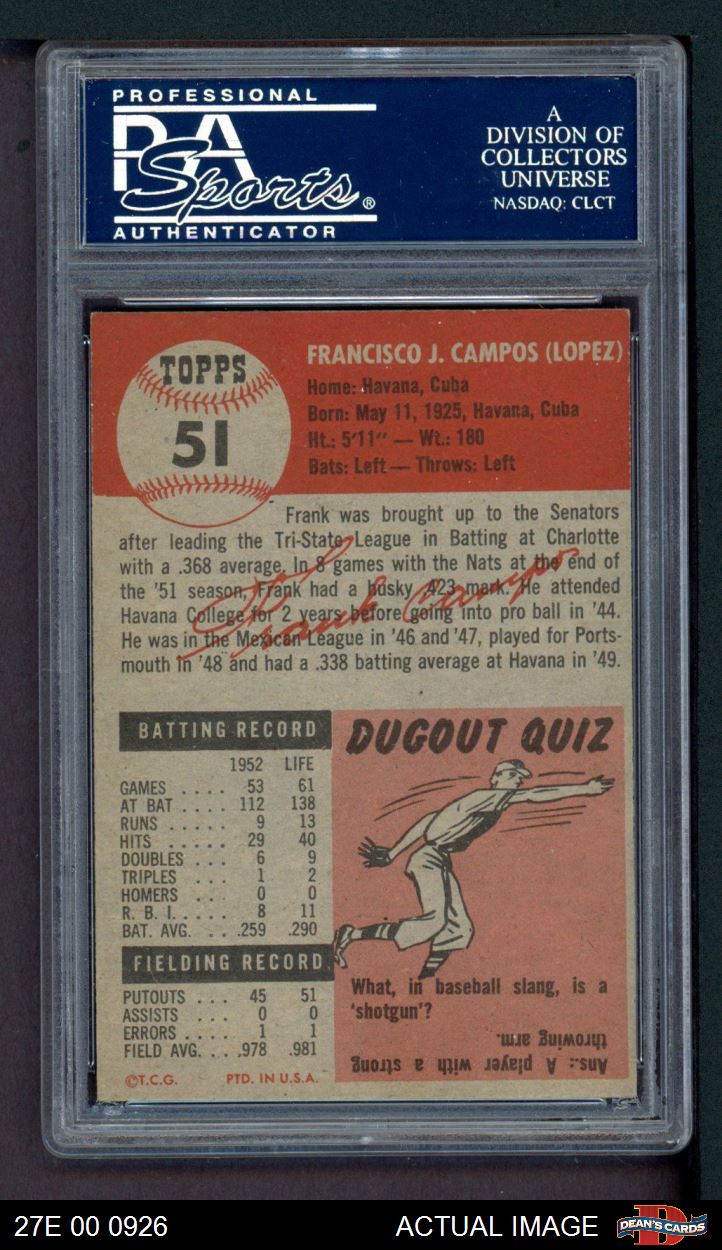 PROFESSIONAL
PSA
Sports®
AUTHENTICATOR
A
DIVISION OF
COLLECTORS
UNIVERSE
NASDAQ: CLCT
TOPPS
51
FRANCISCO J. CAMPOS (LOPEZ)
Home: Havana, Cuba
Born: May 11, 1925, Havana, Cuba
Ht.: 5'11" — Wt.: 180
Bats: Left — Throws: Left
Frank was brought up to the Senators
after leading the Tri-State League in Batting at Charlotte
with a .368 average. In 8 games with the Nats at the end of
the '51 season, Frank had a husky .423 mark. He attended
Havana College for 2 years before going into pro ball in '44.
He was in the Mexican League in '46 and '47, played for Ports-
mouth in '48 and had a .338 batting average at Havana in '49.
Frank Campos
BATTING RECORD
1952 LIFE
GAMES .... 53 61
AT BAT .... 112 138
RUNS ..... 9 13
HITS ..... 29 40
DOUBLES ... 6 9
TRIPLES ... 1 2
HOMERS ... 0 0
R. B. I. .... 8 11
BAT. AVG. . .259 .290
FIELDING RECORD
PUTOUTS ... 45 51
ASSISTS ... 0 0
ERRORS .... 1 1
FIELD AVG. ... .978 .981
©T.C.G. PTD. IN U.S.A.
DUGOUT QUIZ
What, in baseball slang, is a
'shotgun'?
Ans.: A player with a strong
throwing arm.
27E 00 0926
ACTUAL IMAGE
D
DEAN'S CARDS